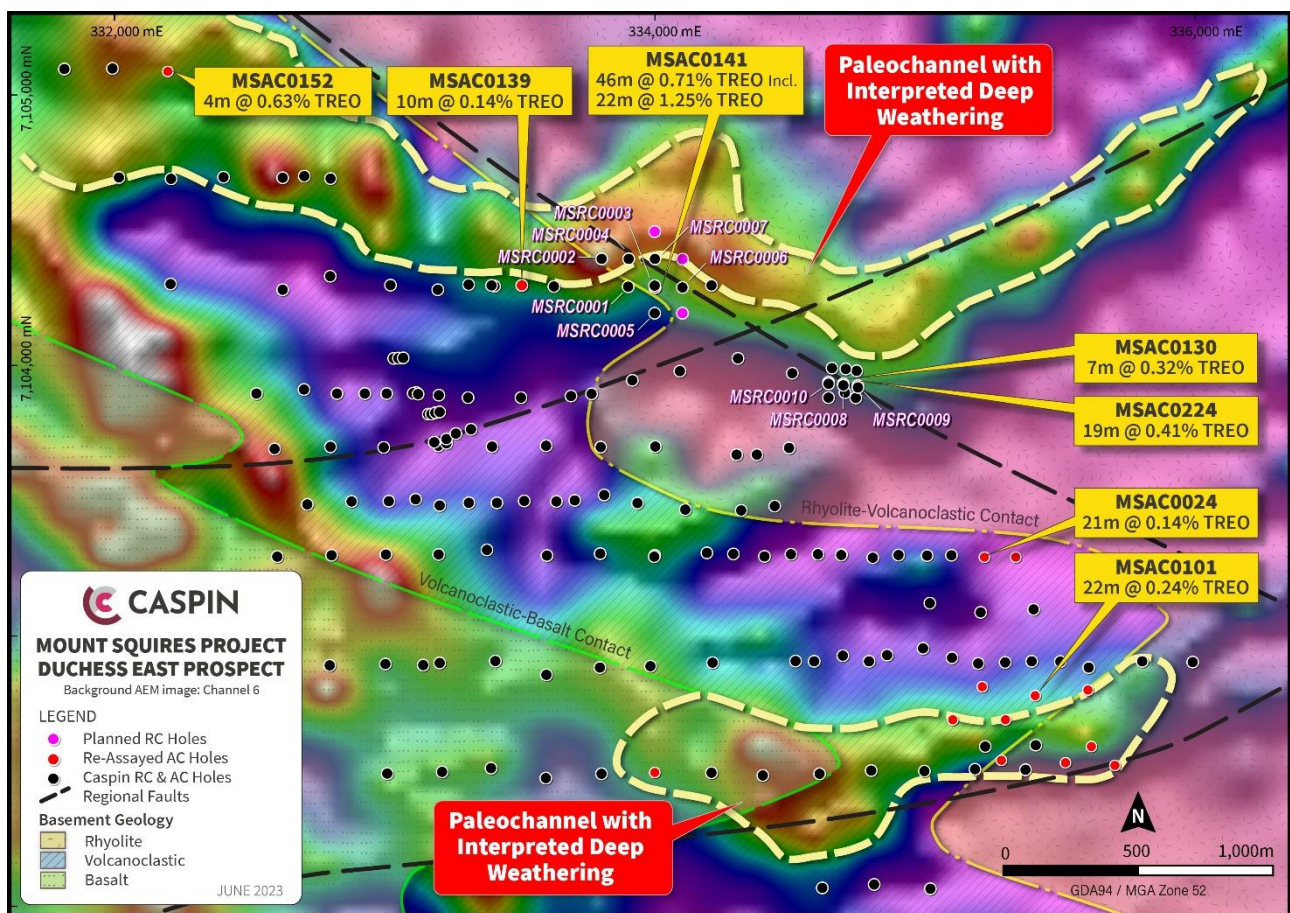 332,000 mE
334,000 mE
336,000 mE
7,105,000 mN
7,104,000 mN
MSAC0152
4m @ 0.63% TREO
MSAC0139
10m @ 0.14% TREO
MSAC0141
46m @ 0.71% TREO Incl.
22m @ 1.25% TREO
Paleochannel with
Interpreted Deep
Weathering
MSRC0003
MSRC0004
MSRC0002
MSRC0007
MSRC0006
MSRC0001
MSRC0005
MSAC0130
7m @ 0.32% TREO
MSAC0224
19m @ 0.41% TREO
MSRC0010
MSRC0008
MSRC0009
Rhyolite-Volcanoclastic Contact
MSAC0024
21m @ 0.14% TREO
MSAC0101
22m @ 0.24% TREO
Volcanoclastic-Basalt Contact
CASPIN
MOUNT SQUIRES PROJECT
DUCHESS EAST PROSPECT
Background AEM image: Channel 6
LEGEND
Planned RC Holes
Re-Assayed AC Holes
Caspin RC & AC Holes
Regional Faults
Basement Geology
Rhyolite
Volcanoclastic
Basalt
JUNE 2023
Paleochannel with
Interpreted Deep
Weathering
N
0 500 1,000m
GDA94 / MGA Zone 52